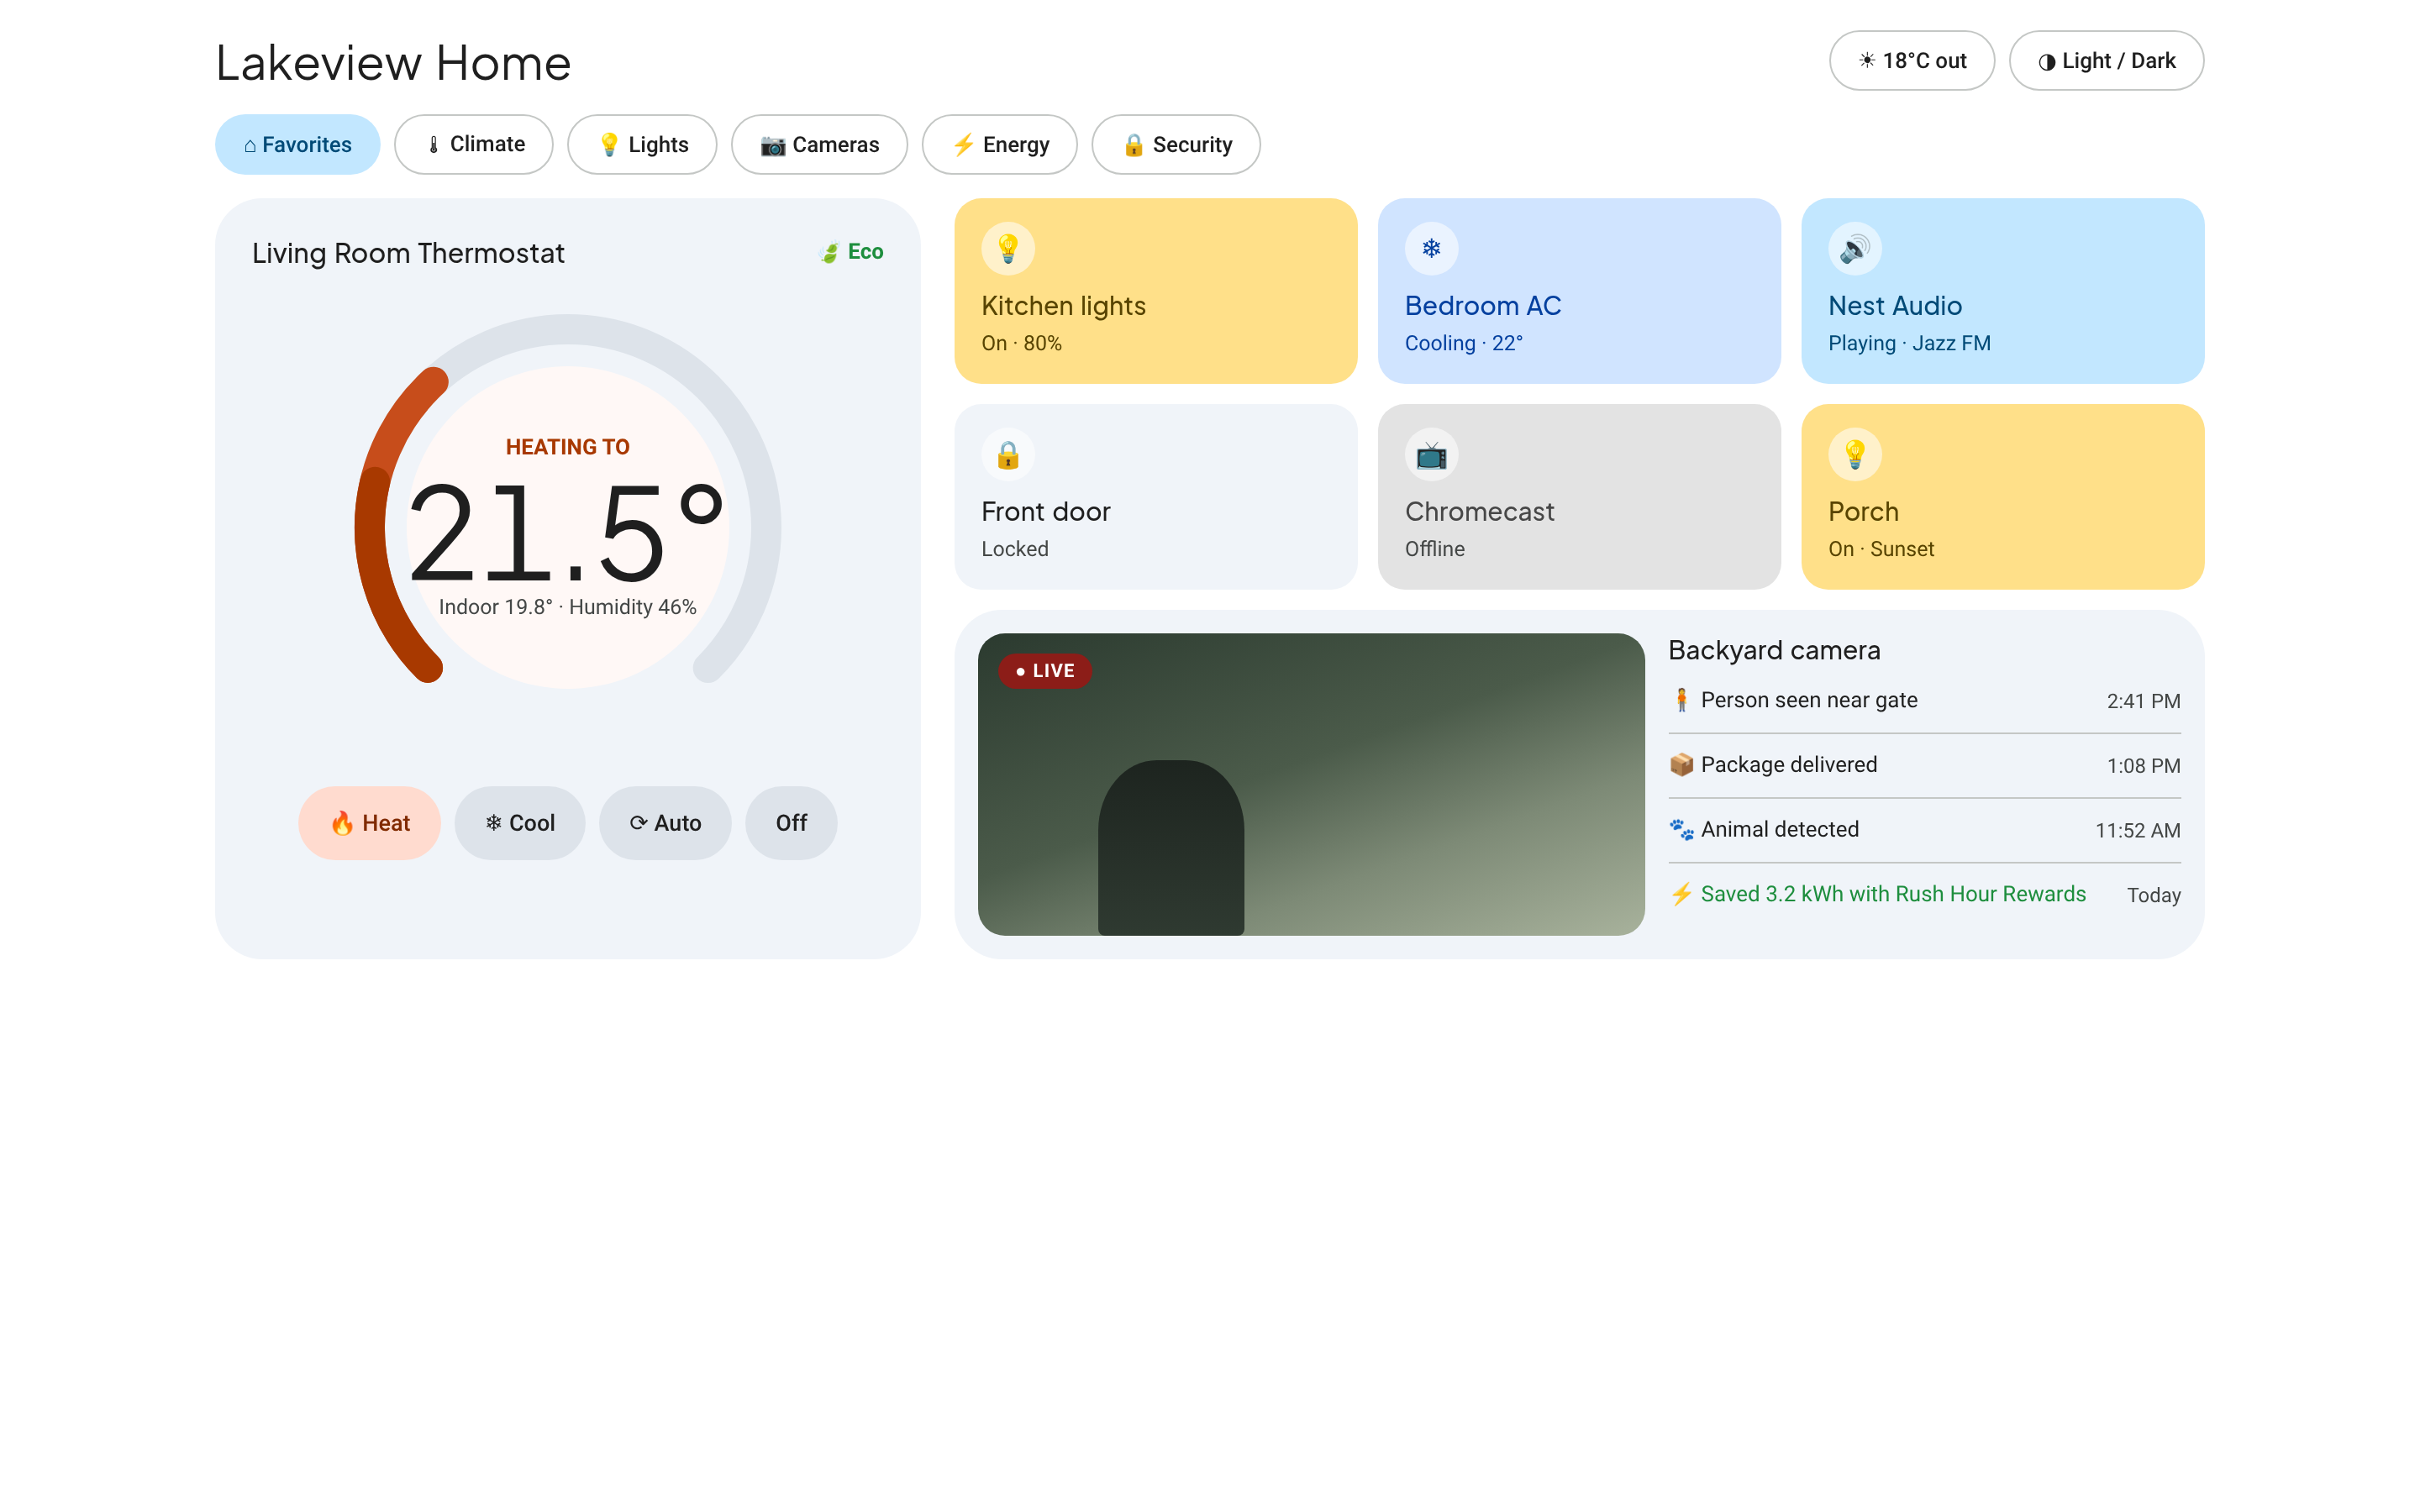 Lakeview Home
☀ 18°C out
◑ Light / Dark
⌂ Favorites
🌡 Climate
💡 Lights
📷 Cameras
⚡ Energy
🔒 Security
Living Room Thermostat
🍃 Eco
HEATING TO
21.5°
Indoor 19.8° · Humidity 46%
🔥 Heat
❄ Cool
⟳ Auto
Off
Kitchen lights
On · 80%
Bedroom AC
Cooling · 22°
Nest Audio
Playing · Jazz FM
Front door
Locked
Chromecast
Offline
Porch
On · Sunset
● LIVE
Backyard camera
🧍 Person seen near gate 2:41 PM
📦 Package delivered 1:08 PM
🐾 Animal detected 11:52 AM
⚡ Saved 3.2 kWh with Rush Hour Rewards Today